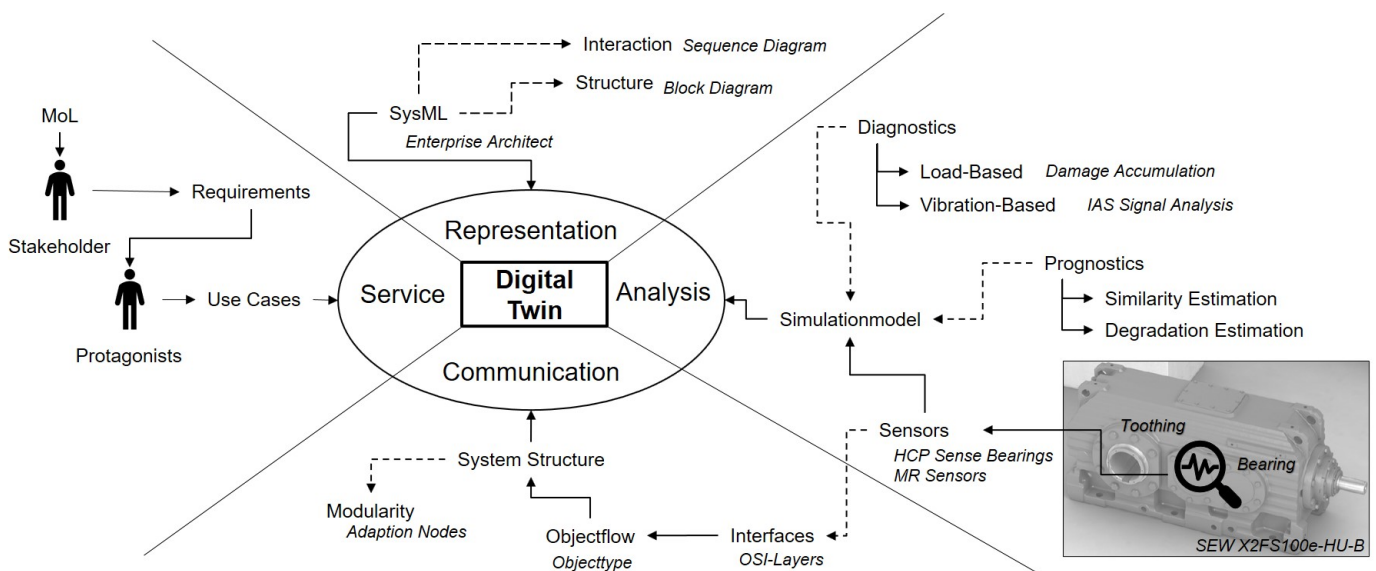 Interaction Sequence Diagram
Structure Block Diagram
SysML
Enterprise Architect
MoL
Requirements
Stakeholder
Use Cases
Protagonists
Representation
Service
Digital
Twin
Analysis
Communication
Diagnostics
Load-Based Damage Accumulation
Vibration-Based IAS Signal Analysis
Prognostics
Similarity Estimation
Degradation Estimation
Simulationmodel
Sensors
HCP Sense Bearings
MR Sensors
Toothing
Bearing
SEW X2FS100e-HU-B
System Structure
Modularity
Adaption Nodes
Objectflow
Objecttype
Interfaces
OSI-Layers